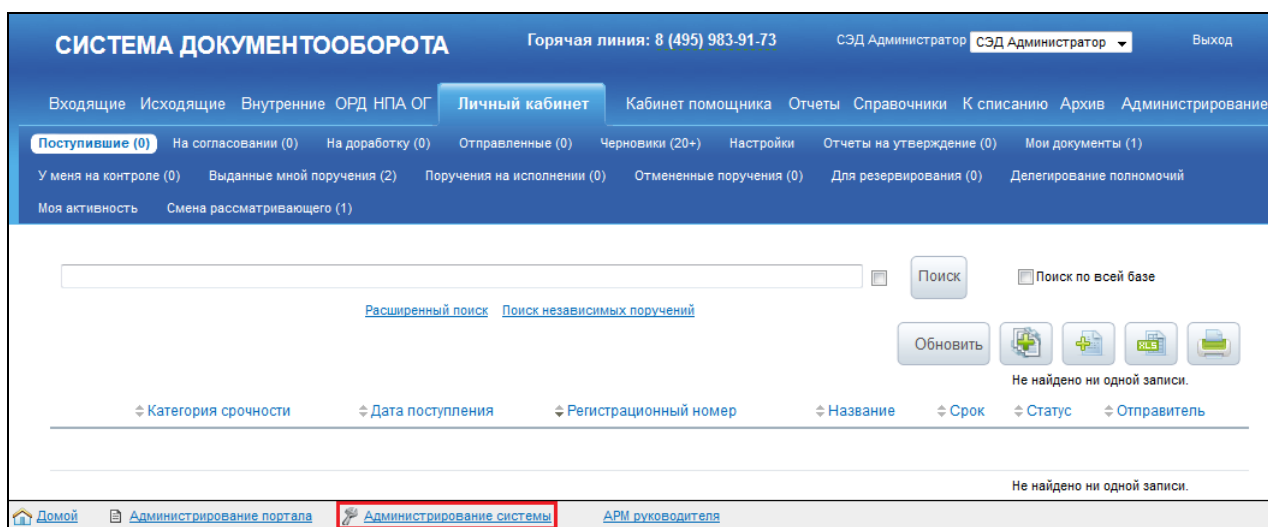 СИСТЕМА ДОКУМЕНТООБОРОТА Горячая линия: 8 (495) 983-91-73 СЭД Администратор СЭД Администратор Выход
Входящие Исходящие Внутренние ОРД НПА ОГ Личный кабинет Кабинет помощника Отчеты Справочники К списанию Архив Администрирование
Поступившие (0) На согласовании (0) На доработку (0) Отправленные (0) Черновики (20+) Настройки Отчеты на утверждение (0) Мои документы (1)
У меня на контроле (0) Выданные мной поручения (2) Поручения на исполнении (0) Отмененные поручения (0) Для резервирования (0) Делегирование полномочий
Моя активность Смена рассматривающего (1)
Поиск Поиск по всей базе
Расширенный поиск Поиск независимых поручений
Обновить XLS
Не найдено ни одной записи.
Категория срочности Дата поступления Регистрационный номер Название Срок Статус Отправитель
Не найдено ни одной записи.
Домой Администрирование портала Администрирование системы АРМ руководителя